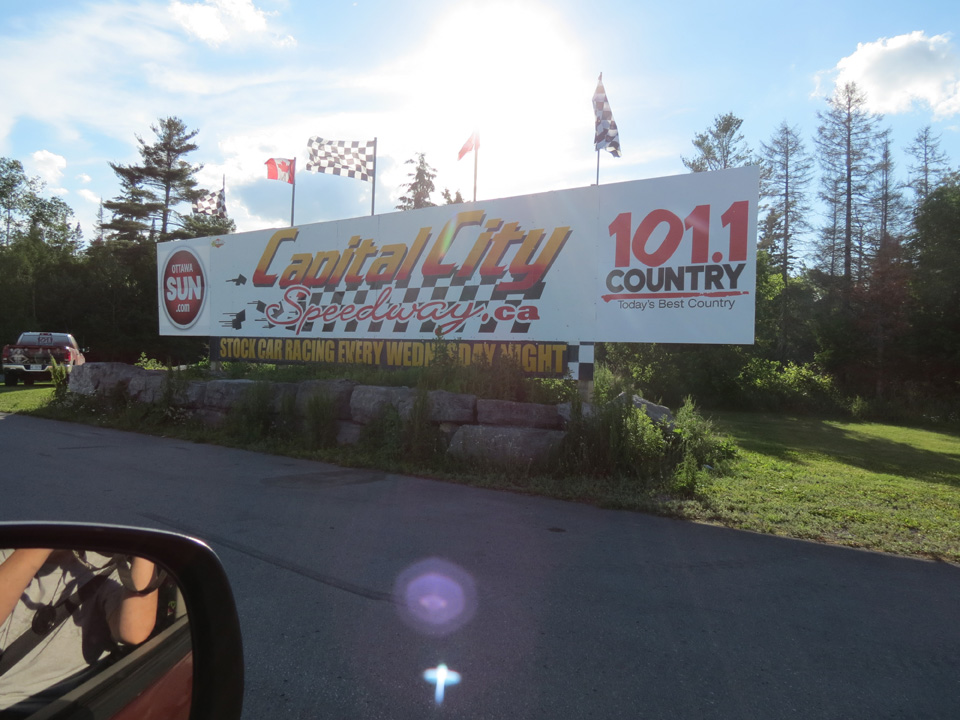 OTTAWA
SUN
.com
Capital City
Speedway.ca
STOCK CAR RACING EVERY WEDNESDAY NIGHT
101.1
COUNTRY
Today's Best Country